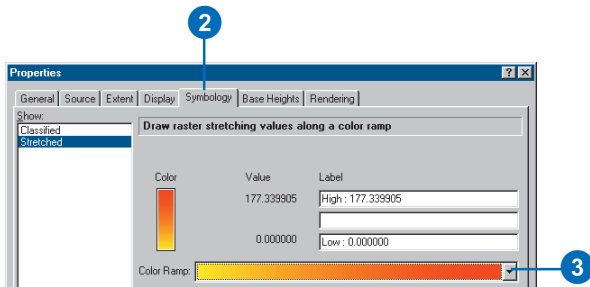 2
Properties
General Source Extent Display Symbology Base Heights Rendering
Show:
Classified
Stretched
Draw raster stretching values along a color ramp
Color Value Label
177.339905 High : 177.339905
0.000000 Low : 0.000000
Color Ramp:
3